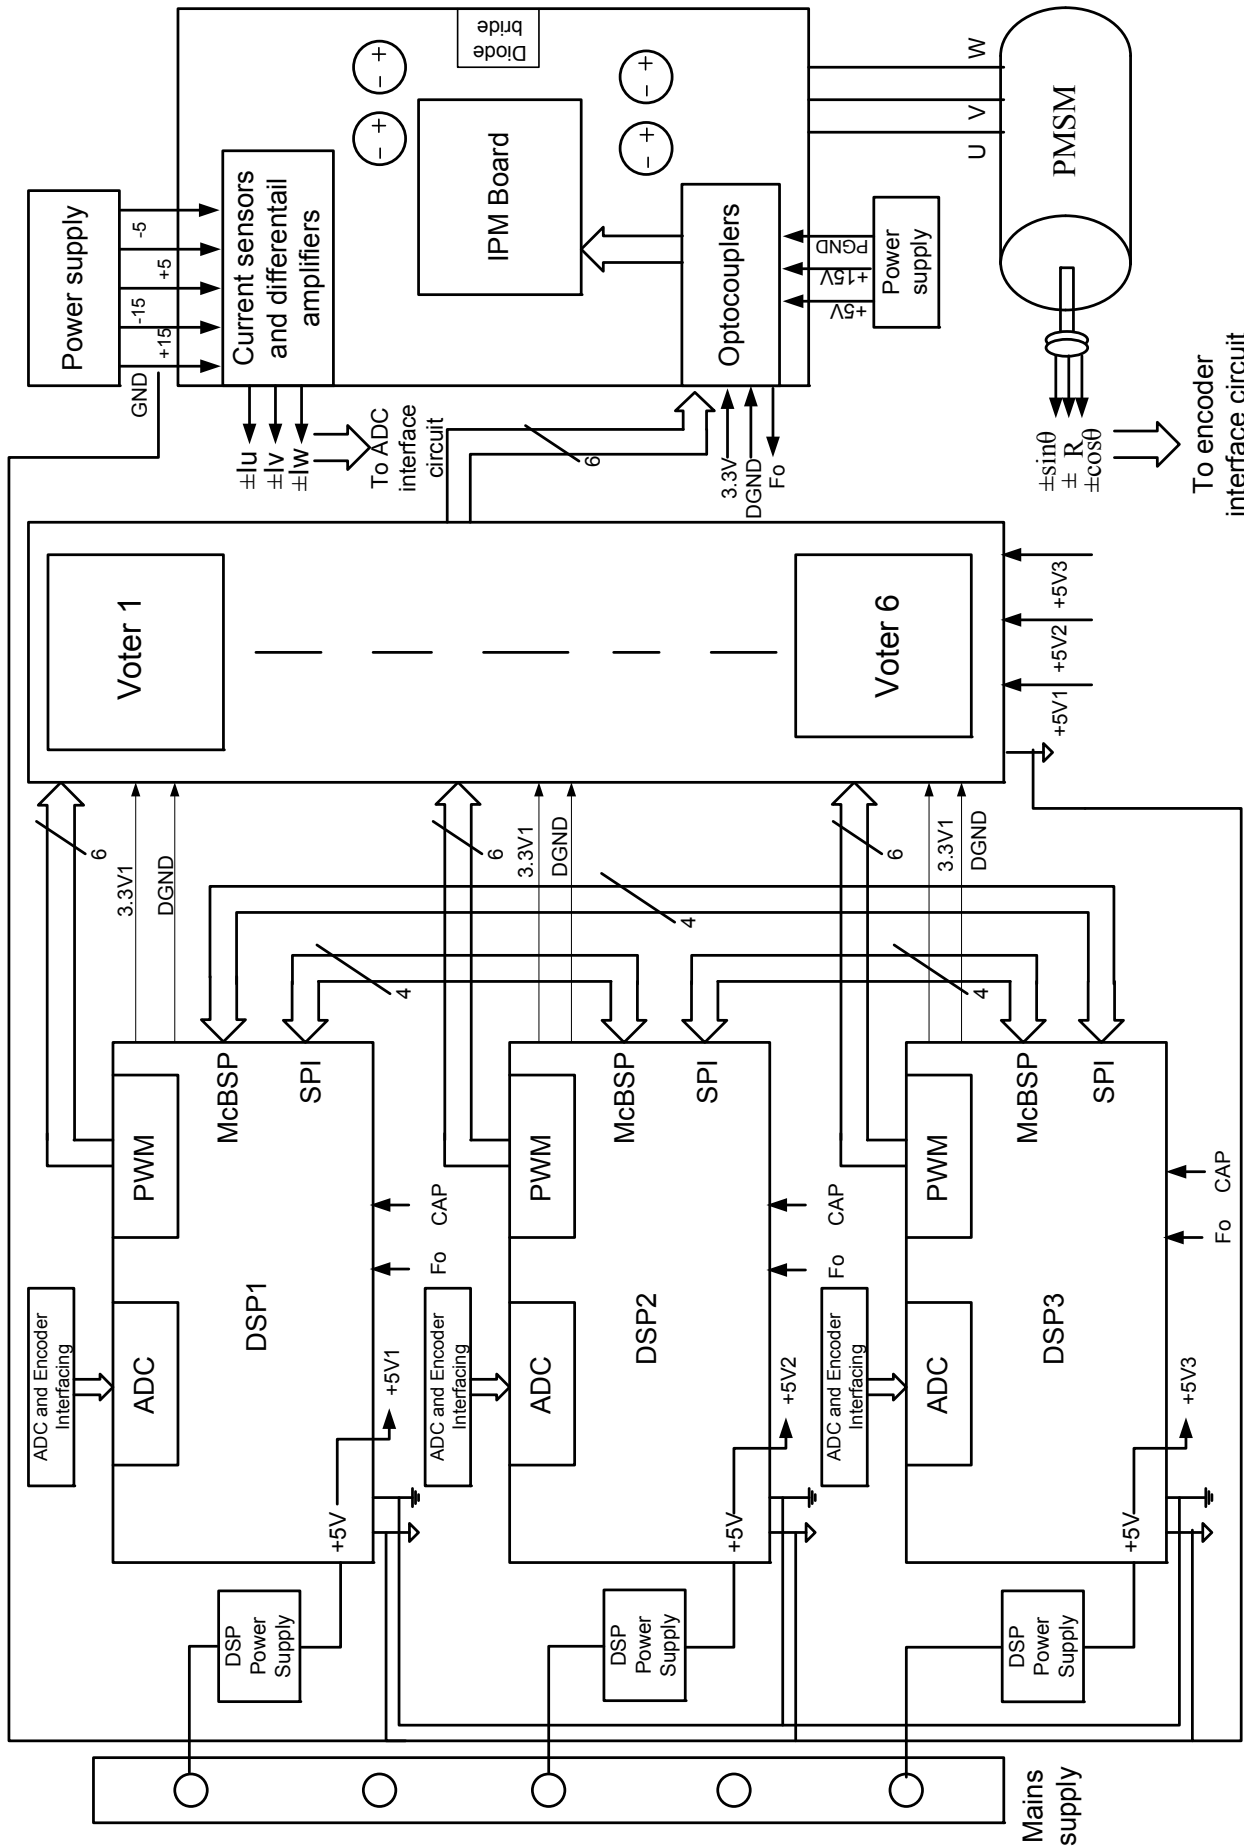 Mains
supply
DSP
Power
Supply
DSP
Power
Supply
DSP
Power
Supply
ADC and Encoder
Interfacing
+5V
+5V1
ADC
DSP1
PWM
Fo
CAP
McBSP
SPI
ADC and Encoder
Interfacing
+5V
+5V2
ADC
DSP2
PWM
Fo
CAP
McBSP
SPI
ADC and Encoder
Interfacing
+5V
+5V3
ADC
DSP3
PWM
Fo
CAP
McBSP
SPI
6
3.3V1
DGND
4
4
6
3.3V1
DGND
4
6
3.3V1
DGND
Voter 1
Voter 6
+5V1
+5V2
+5V3
Power supply
GND
+15
-15
+5
-5
Current sensors
and differentail
amplifiers
±Iu
±Iv
±Iw
To ADC
interface
circuit
6
3.3V
DGND
Fo
IPM Board
Optocouplers
- +
- +
- +
- +
Diode
bride
+5V
+15V
PGND
Power
supply
U
V
W
PMSM
±sinθ
± R
±cosθ
To encoder
interface circuit